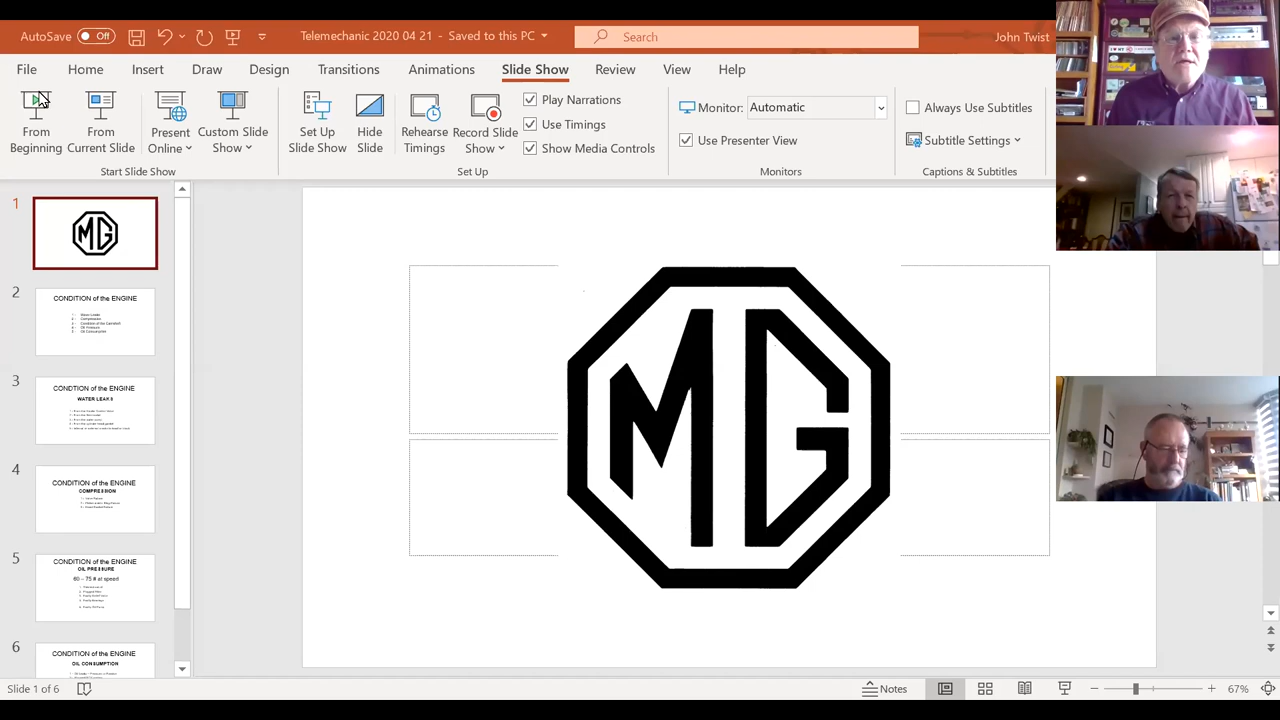 AutoSave Off Telemechanic 2020 04 21 - Saved to this PC Search John Twist
File Home Insert Draw Design Transitions Animations Slide Show Review View Help
From Beginning
From Current Slide
Present Online
Custom Slide Show
Set Up Slide Show
Hide Slide
Rehearse Timings
Record Slide Show
Play Narrations
Use Timings
Show Media Controls
Monitor: Automatic
Use Presenter View
Always Use Subtitles
Subtitle Settings
Start Slide Show Set Up Monitors Captions & Subtitles
1
MG
2
CONDITION of the ENGINE
3
CONDTION of the ENGINE
WATER LEAKS
4
CONDITION of the ENGINE
COMPRESSION
5
CONDITION of the ENGINE
OIL PRESSURE
60 – 75 # at speed
6
CONDITION of the ENGINE
OIL CONSUMPTION
MG
Slide 1 of 6 Notes 67%